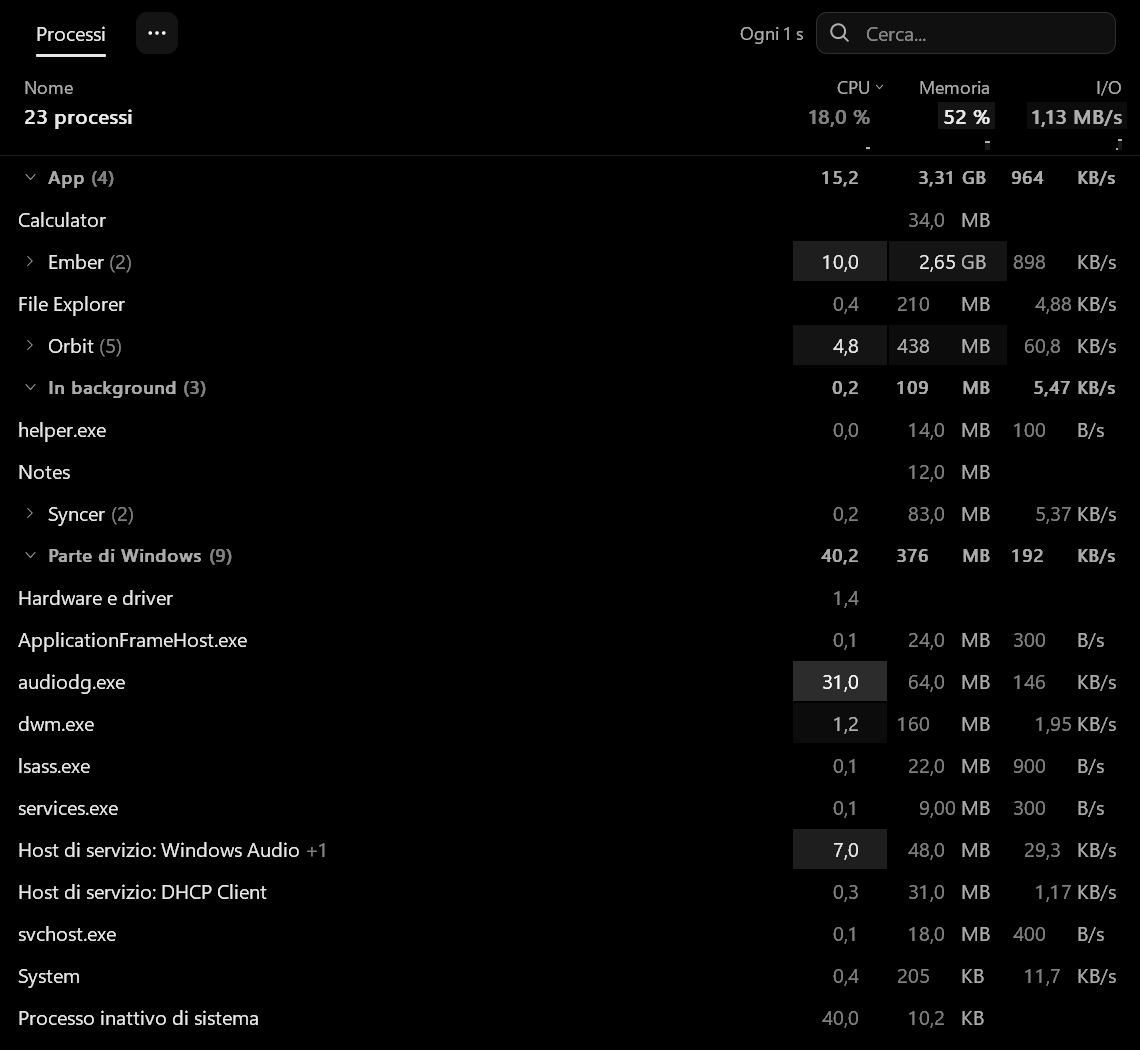 Processi ··· Ogni 1 s Cerca...
Nome CPU Memoria I/O
23 processi 18,0 % 52 % 1,13 MB/s
App (4) 15,2 3,31 GB 964 KB/s
Calculator 34,0 MB
Ember (2) 10,0 2,65 GB 898 KB/s
File Explorer 0,4 210 MB 4,88 KB/s
Orbit (5) 4,8 438 MB 60,8 KB/s
In background (3) 0,2 109 MB 5,47 KB/s
helper.exe 0,0 14,0 MB 100 B/s
Notes 12,0 MB
Syncer (2) 0,2 83,0 MB 5,37 KB/s
Parte di Windows (9) 40,2 376 MB 192 KB/s
Hardware e driver 1,4
ApplicationFrameHost.exe 0,1 24,0 MB 300 B/s
audiodg.exe 31,0 64,0 MB 146 KB/s
dwm.exe 1,2 160 MB 1,95 KB/s
lsass.exe 0,1 22,0 MB 900 B/s
services.exe 0,1 9,00 MB 300 B/s
Host di servizio: Windows Audio +1 7,0 48,0 MB 29,3 KB/s
Host di servizio: DHCP Client 0,3 31,0 MB 1,17 KB/s
svchost.exe 0,1 18,0 MB 400 B/s
System 0,4 205 KB 11,7 KB/s
Processo inattivo di sistema 40,0 10,2 KB